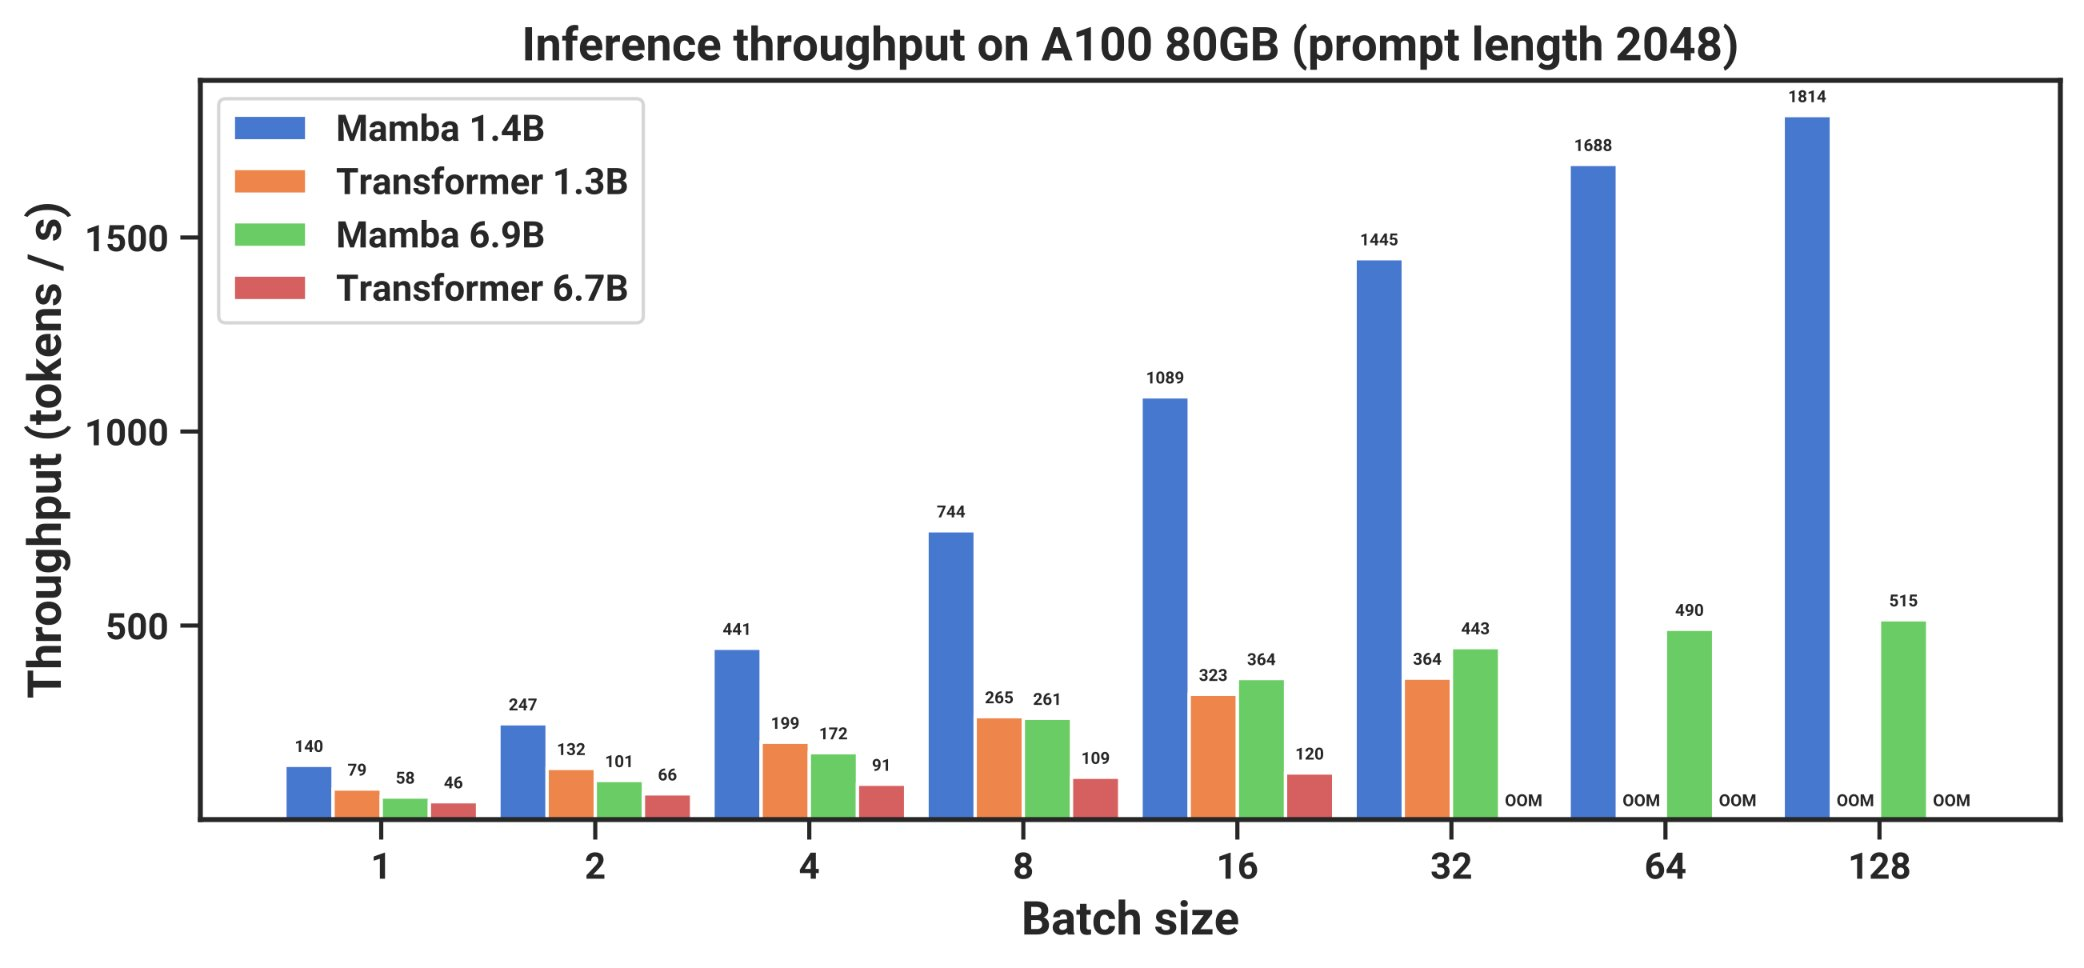 Inference throughput on A100 80GB (prompt length 2048)
Mamba 1.4B
Transformer 1.3B
Mamba 6.9B
Transformer 6.7B
Throughput (tokens / s)
1500
1000
500
140 79 58 46
247 132 101 66
441 199 172 91
744 265 261 109
1089 323 364 120
1445 364 443 OOM
1688 OOM 490 OOM
1814 OOM 515 OOM
1 2 4 8 16 32 64 128
Batch size